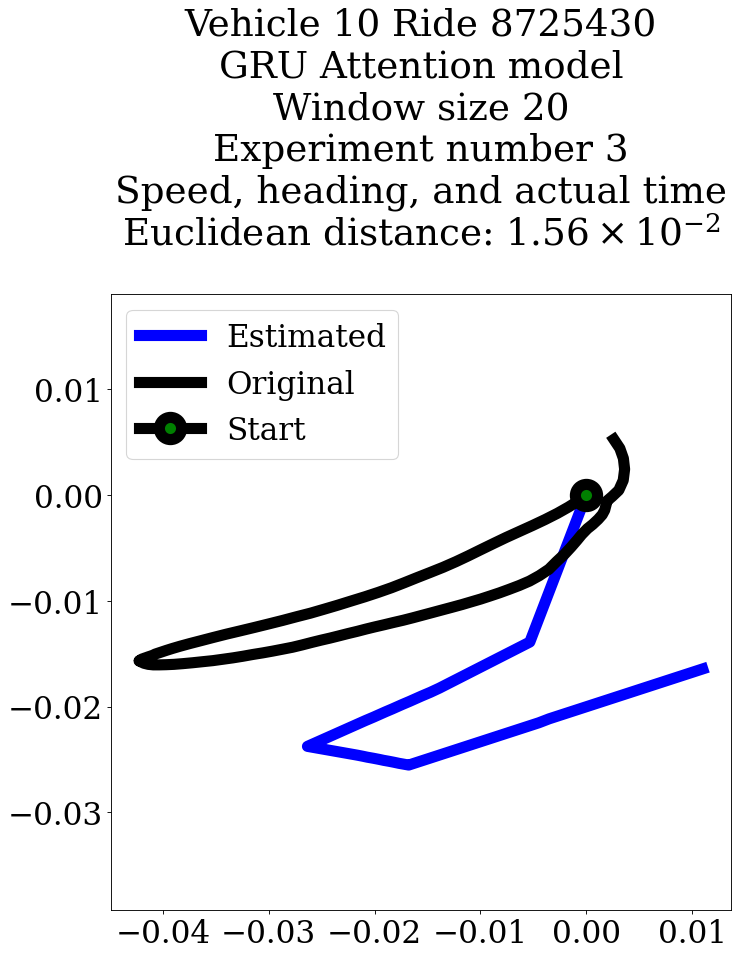 Vehicle 10 Ride 8725430
GRU Attention model
Window size 20
Experiment number 3
Speed, heading, and actual time
Euclidean distance: 1.56 × 10⁻²
Estimated
Original
Start
0.01
0.00
−0.01
−0.02
−0.03
−0.04 −0.03 −0.02 −0.01 0.00 0.01